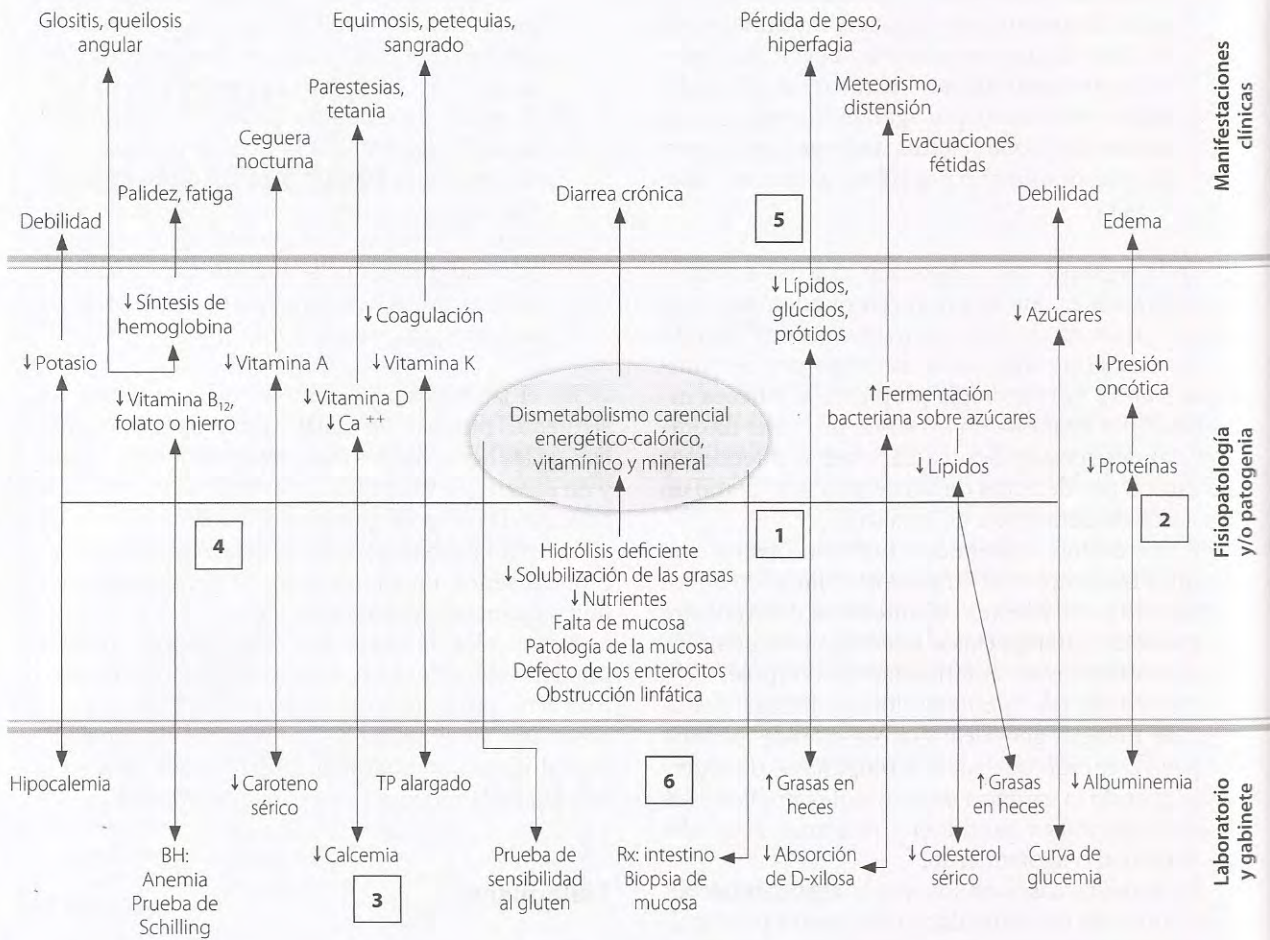 Glositis, queilosis
angular
Equimosis, petequias,
sangrado
Pérdida de peso,
hiperfagia
Parestesias,
tetania
Meteorismo,
distensión
Ceguera
nocturna
Evacuaciones
fétidas
Palidez, fatiga
Diarrea crónica
Debilidad
Debilidad
Edema
5
Manifestaciones
clínicas
↓Síntesis de
hemoglobina
↓Coagulación
↓Lípidos,
glúcidos,
prótidos
↓Azúcares
↓Potasio
↓Vitamina A
↓Vitamina K
↓Presión
oncótica
↓Vitamina B12,
folato o hierro
↓Vitamina D
↓Ca ++
Dismetabolismo carencial
energético-calórico,
vitamínico y mineral
↑Fermentación
bacteriana sobre azúcares
↓Lípidos
↓Proteínas
4
1
2
Hidrólisis deficiente
↓Solubilización de las grasas
↓Nutrientes
Falta de mucosa
Patología de la mucosa
Defecto de los enterocitos
Obstrucción linfática
Fisiopatología
y/o patogenia
Hipocalemia
↓Caroteno
sérico
TP alargado
6
↑Grasas en
heces
↑Grasas
en heces
↓Albuminemia
BH:
Anemia
Prueba de
Schilling
↓Calcemia
3
Prueba de
sensibilidad
al gluten
Rx: intestino
Biopsia de
mucosa
↓Absorción
de D-xilosa
↓Colesterol
sérico
Curva de
glucemia
Laboratorio
y gabinete